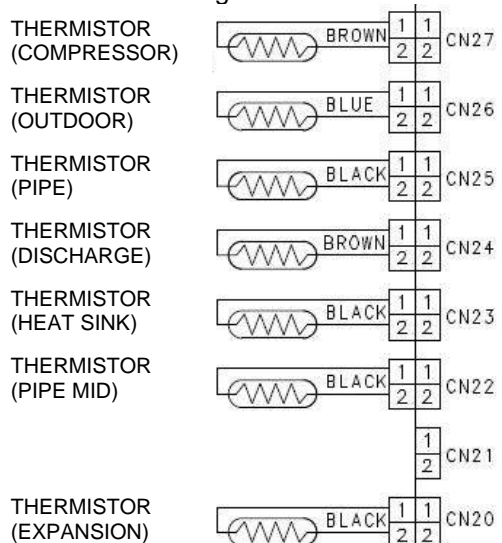 THERMISTOR
(COMPRESSOR)
BROWN
1 1
2 2
CN27
THERMISTOR
(OUTDOOR)
BLUE
1 1
2 2
CN26
THERMISTOR
(PIPE)
BLACK
1 1
2 2
CN25
THERMISTOR
(DISCHARGE)
BROWN
1 1
2 2
CN24
THERMISTOR
(HEAT SINK)
BLACK
1 1
2 2
CN23
THERMISTOR
(PIPE MID)
BLACK
1 1
2 2
CN22
1
2
CN21
THERMISTOR
(EXPANSION)
BLACK
1 1
2 2
CN20